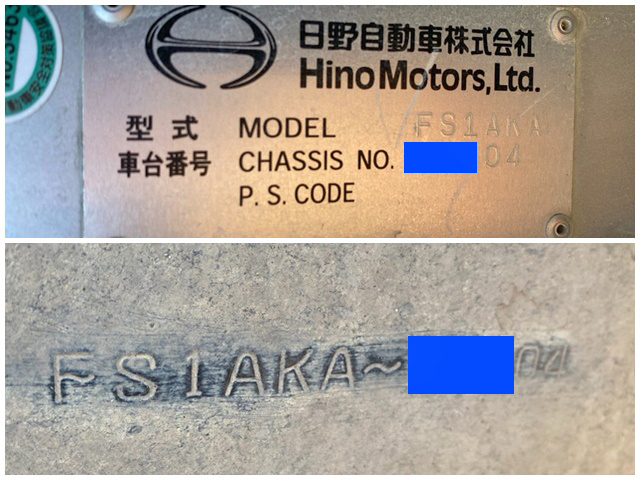 日野自動車株式会社
Hino Motors, Ltd.
型式 MODEL FS1AKA
車台番号 CHASSIS NO. 04
P. S. CODE
FS1AKA~ 04